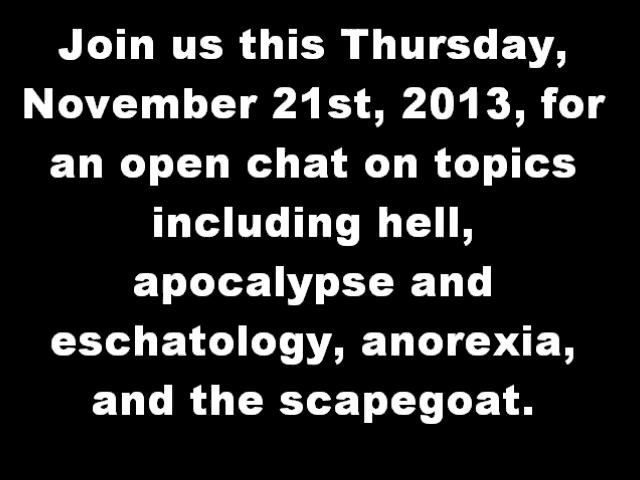 Join us this Thursday,
November 21st, 2013, for
an open chat on topics
including hell,
apocalypse and
eschatology, anorexia,
and the scapegoat.